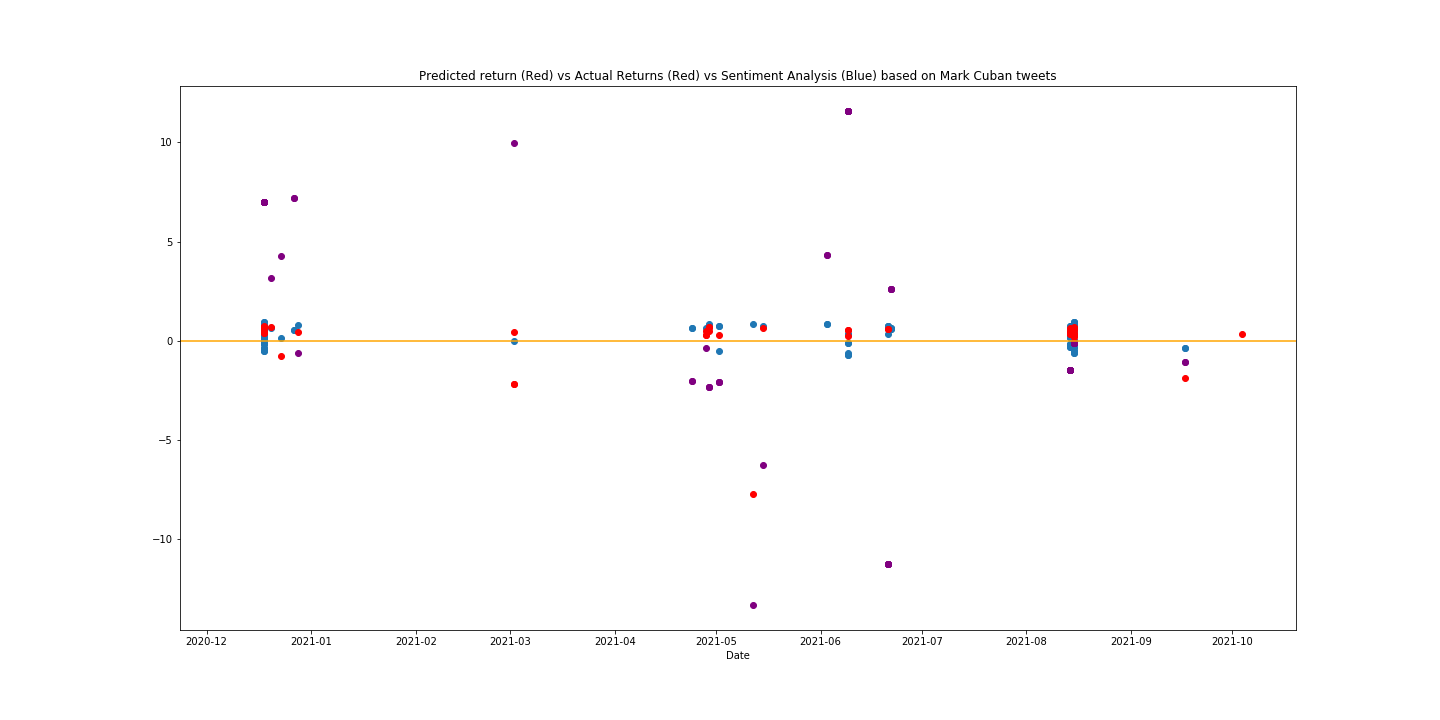 Predicted return (Red) vs Actual Returns (Red) vs Sentiment Analysis (Blue) based on Mark Cuban tweets
10
5
0
−5
−10
2020-12 2021-01 2021-02 2021-03 2021-04 2021-05 2021-06 2021-07 2021-08 2021-09 2021-10
Date